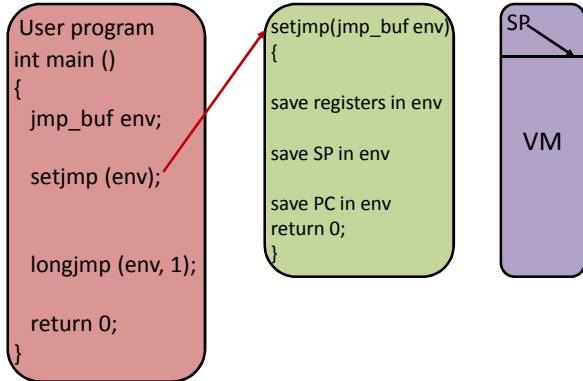 User program
int main ()
{
jmp_buf env;
setjmp (env);
longjmp (env, 1);
return 0;
}
setjmp(jmp_buf env)
{
save registers in env
save SP in env
save PC in env
return 0;
}
SP
VM